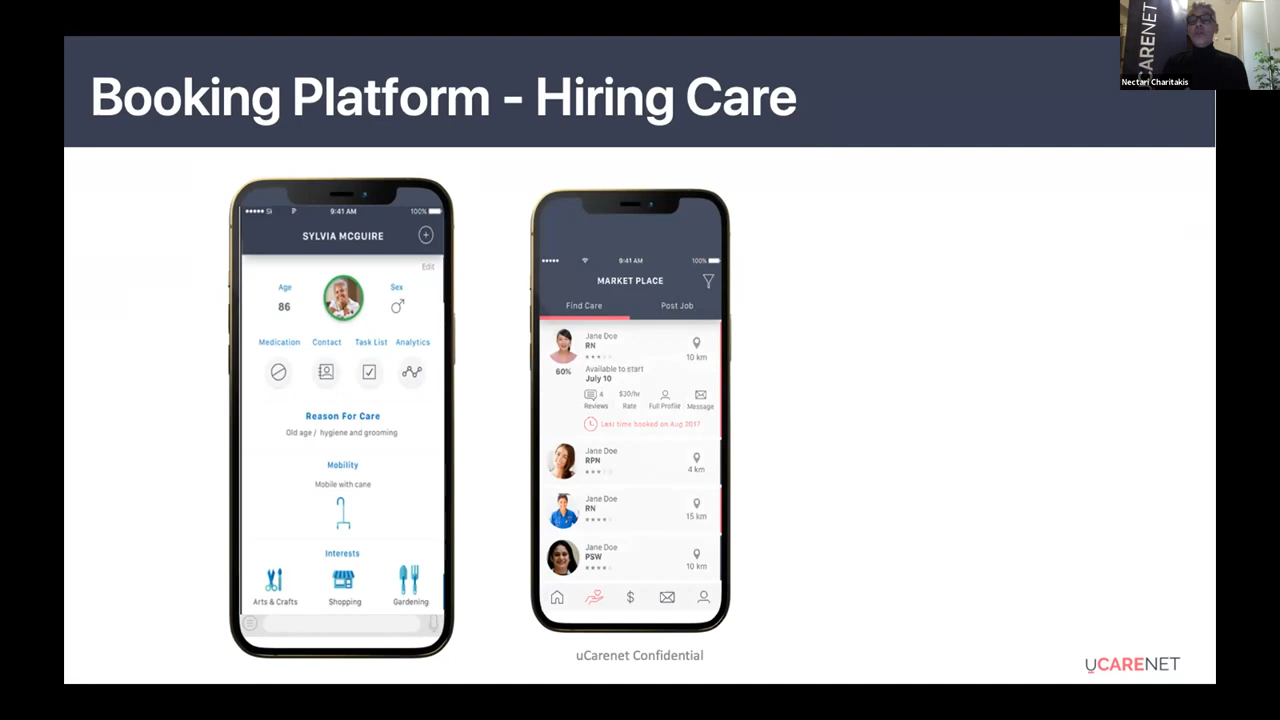 CARENET
Nectari Charitakis
Booking Platform - Hiring Care
9:41 AM
100%
SYLVIA MCGUIRE
Edit
Age
Sex
86
Medication Contact Task List Analytics
Reason For Care
Old age / hygiene and grooming
Mobility
Mobile with cane
Interests
Arts & Crafts Shopping Gardening
9:41 AM
100%
MARKET PLACE
Find Care Post Job
Jane Doe
RN
10 km
60%
Available to start
July 10
4 $30/hr
Reviews Rate Full Profile Message
Last time booked on Aug 2017
Jane Doe
RPN
4 km
Jane Doe
RN
15 km
Jane Doe
PSW
10 km
$
uCarenet Confidential
uCARENET